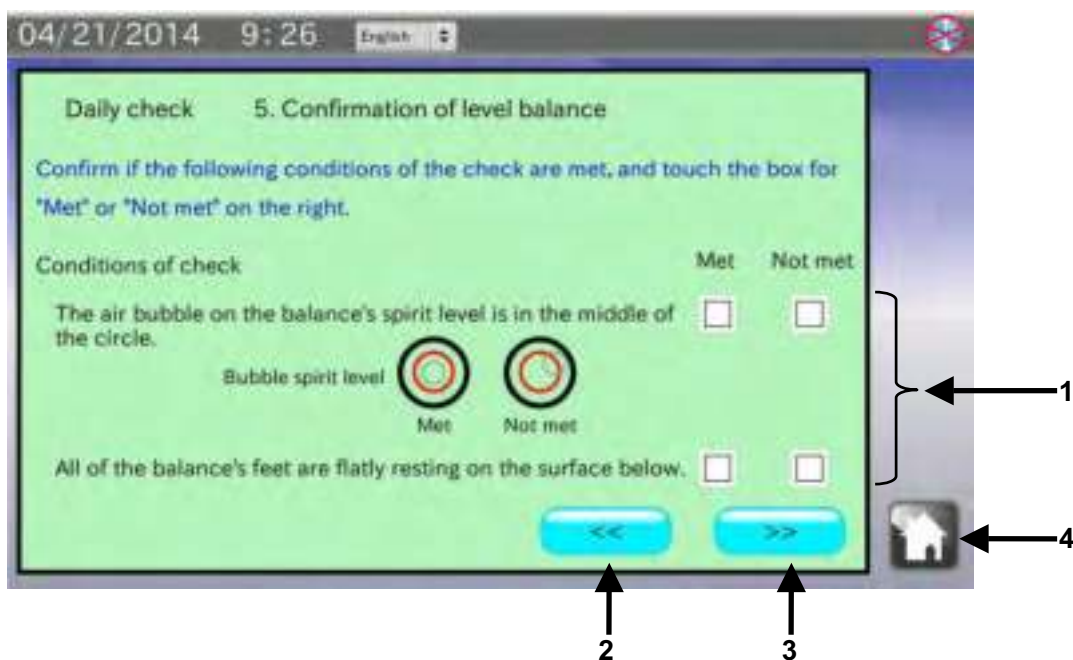 04/21/2014 9:26 English
Daily check 5. Confirmation of level balance
Confirm if the following conditions of the check are met, and touch the box for
"Met" or "Not met" on the right.
Conditions of check Met Not met
The air bubble on the balance's spirit level is in the middle of
the circle.
Bubble spirit level
Met Not met
All of the balance's feet are flatly resting on the surface below.
<< >>
1
4
2 3